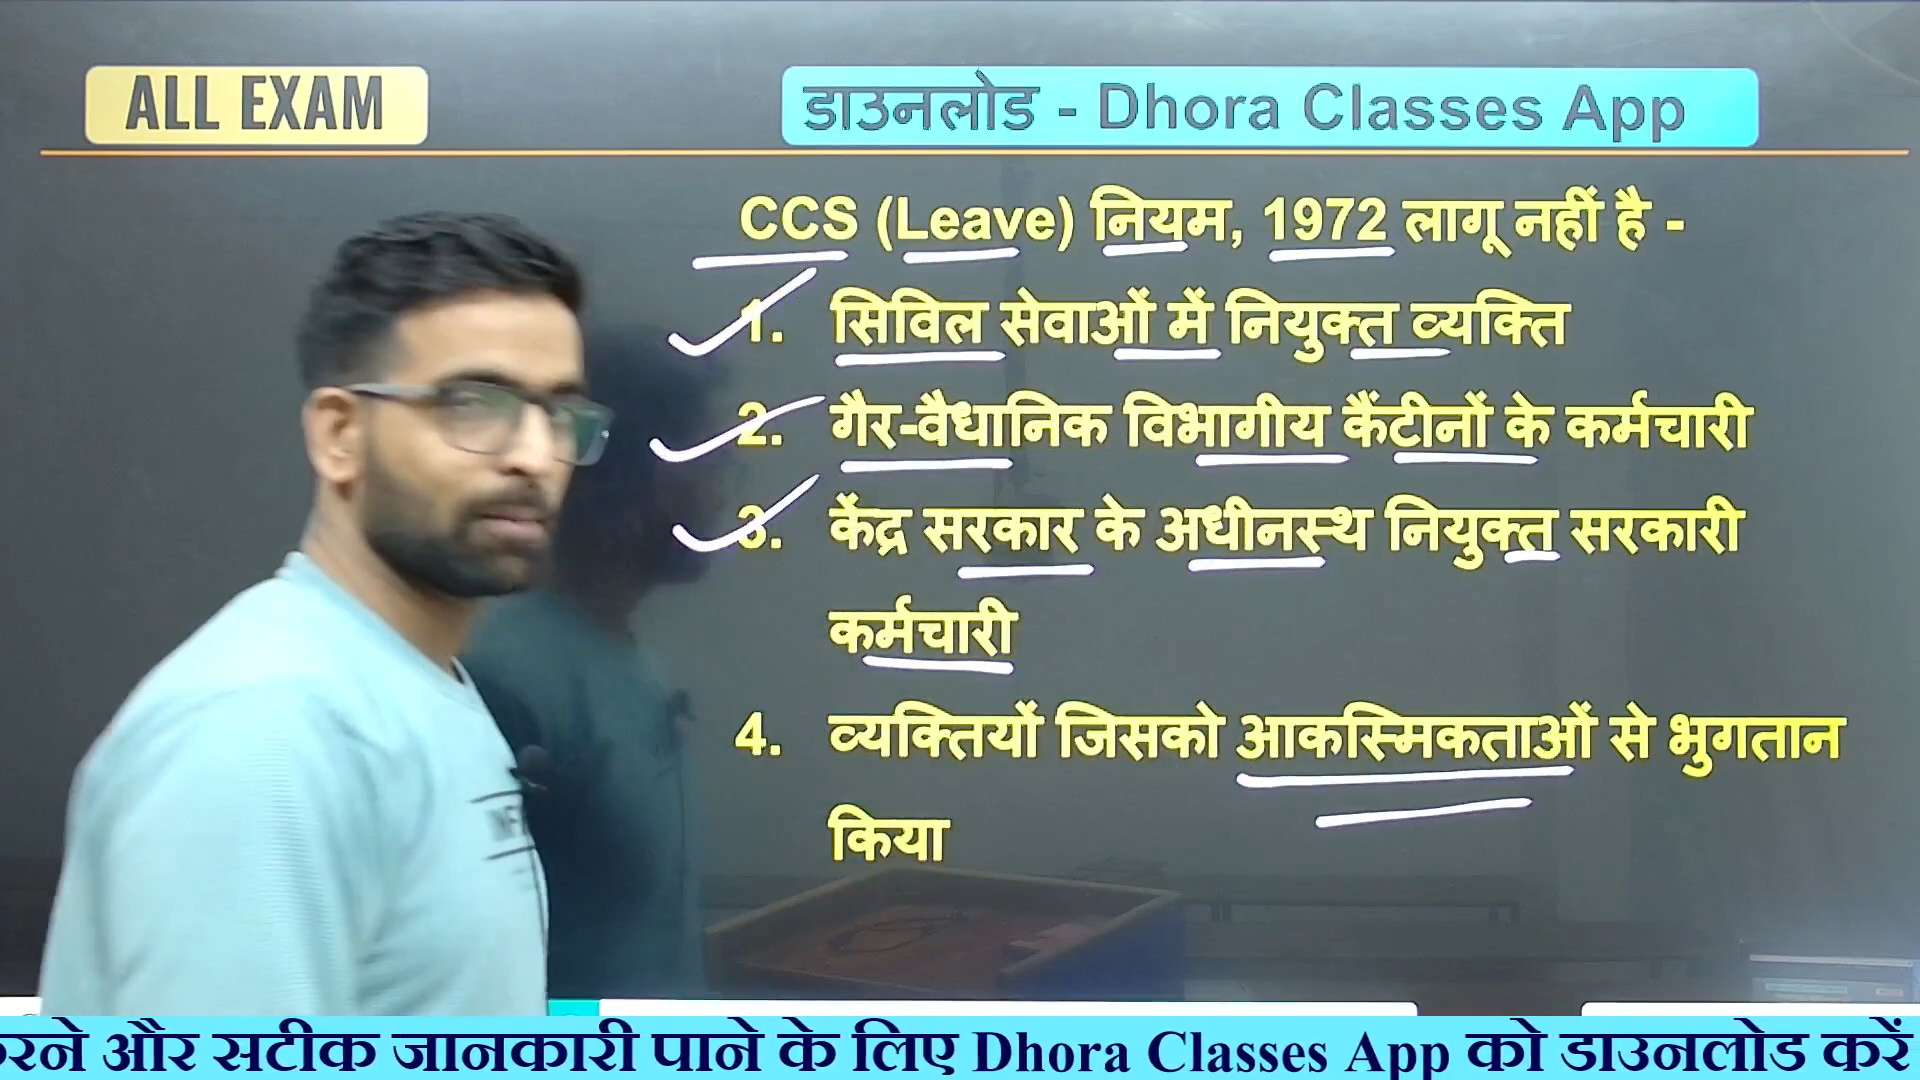 ALL EXAM
डाउनलोड - Dhora Classes App
CCS (Leave) नियम, 1972 लागू नहीं है -
1. सिविल सेवाओं में नियुक्त व्यक्ति
2. गैर-वैधानिक विभागीय कैंटीनों के कर्मचारी
3. केंद्र सरकार के अधीनस्थ नियुक्त सरकारी
कर्मचारी
4. व्यक्तियों जिसको आकस्मिकताओं से भुगतान
किया
और सटीक जानकारी पाने के लिए Dhora Classes App को डाउनलोड करें